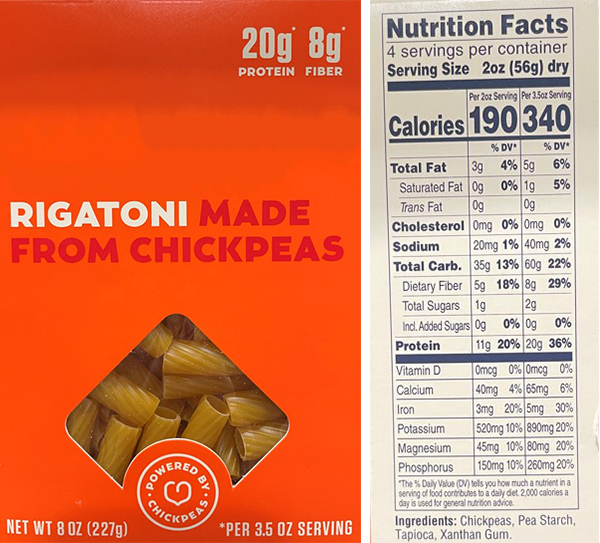 20g* 8g*
PROTEIN FIBER
RIGATONI MADE
FROM CHICKPEAS
POWERED BY
CHICKPEAS
NET WT 8 OZ (227g)
*PER 3.5 OZ SERVING
Nutrition Facts
4 servings per container
Serving Size 2oz (56g) dry
Per 2oz Serving Per 3.5oz Serving
Calories 190 340
% DV* % DV*
Total Fat 3g 4% 5g 6%
Saturated Fat 0g 0% 1g 5%
Trans Fat 0g 0g
Cholesterol 0mg 0% 0mg 0%
Sodium 20mg 1% 40mg 2%
Total Carb. 35g 13% 60g 22%
Dietary Fiber 5g 18% 8g 29%
Total Sugars 1g 2g
Incl. Added Sugars 0g 0% 0g 0%
Protein 11g 20% 20g 36%
Vitamin D 0mcg 0% 0mcg 0%
Calcium 40mg 4% 65mg 6%
Iron 3mg 20% 5mg 30%
Potassium 520mg 10% 890mg 20%
Magnesium 45mg 10% 80mg 20%
Phosphorus 150mg 10% 260mg 20%
*The % Daily Value (DV) tells you how much a nutrient in a
serving of food contributes to a daily diet. 2,000 calories a
day is used for general nutrition advice.
Ingredients: Chickpeas, Pea Starch,
Tapioca, Xanthan Gum.